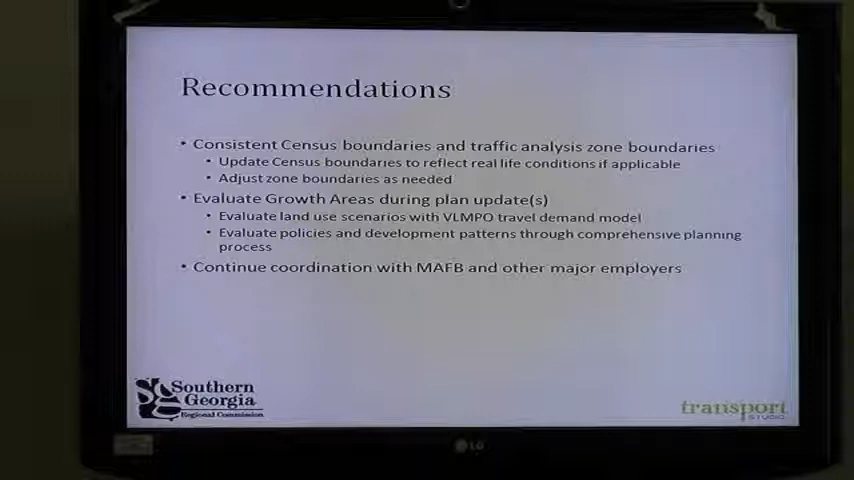 Recommendations
• Consistent Census boundaries and traffic analysis zone boundaries
• Update Census boundaries to reflect real life conditions if applicable
• Adjust zone boundaries as needed
• Evaluate Growth Areas during plan update(s)
• Evaluate land use scenarios with VLMPO travel demand model
• Evaluate policies and development patterns through comprehensive planning
process
• Continue coordination with MAFB and other major employers
Southern
Georgia
Regional Commission
transport
STUDIO
LG